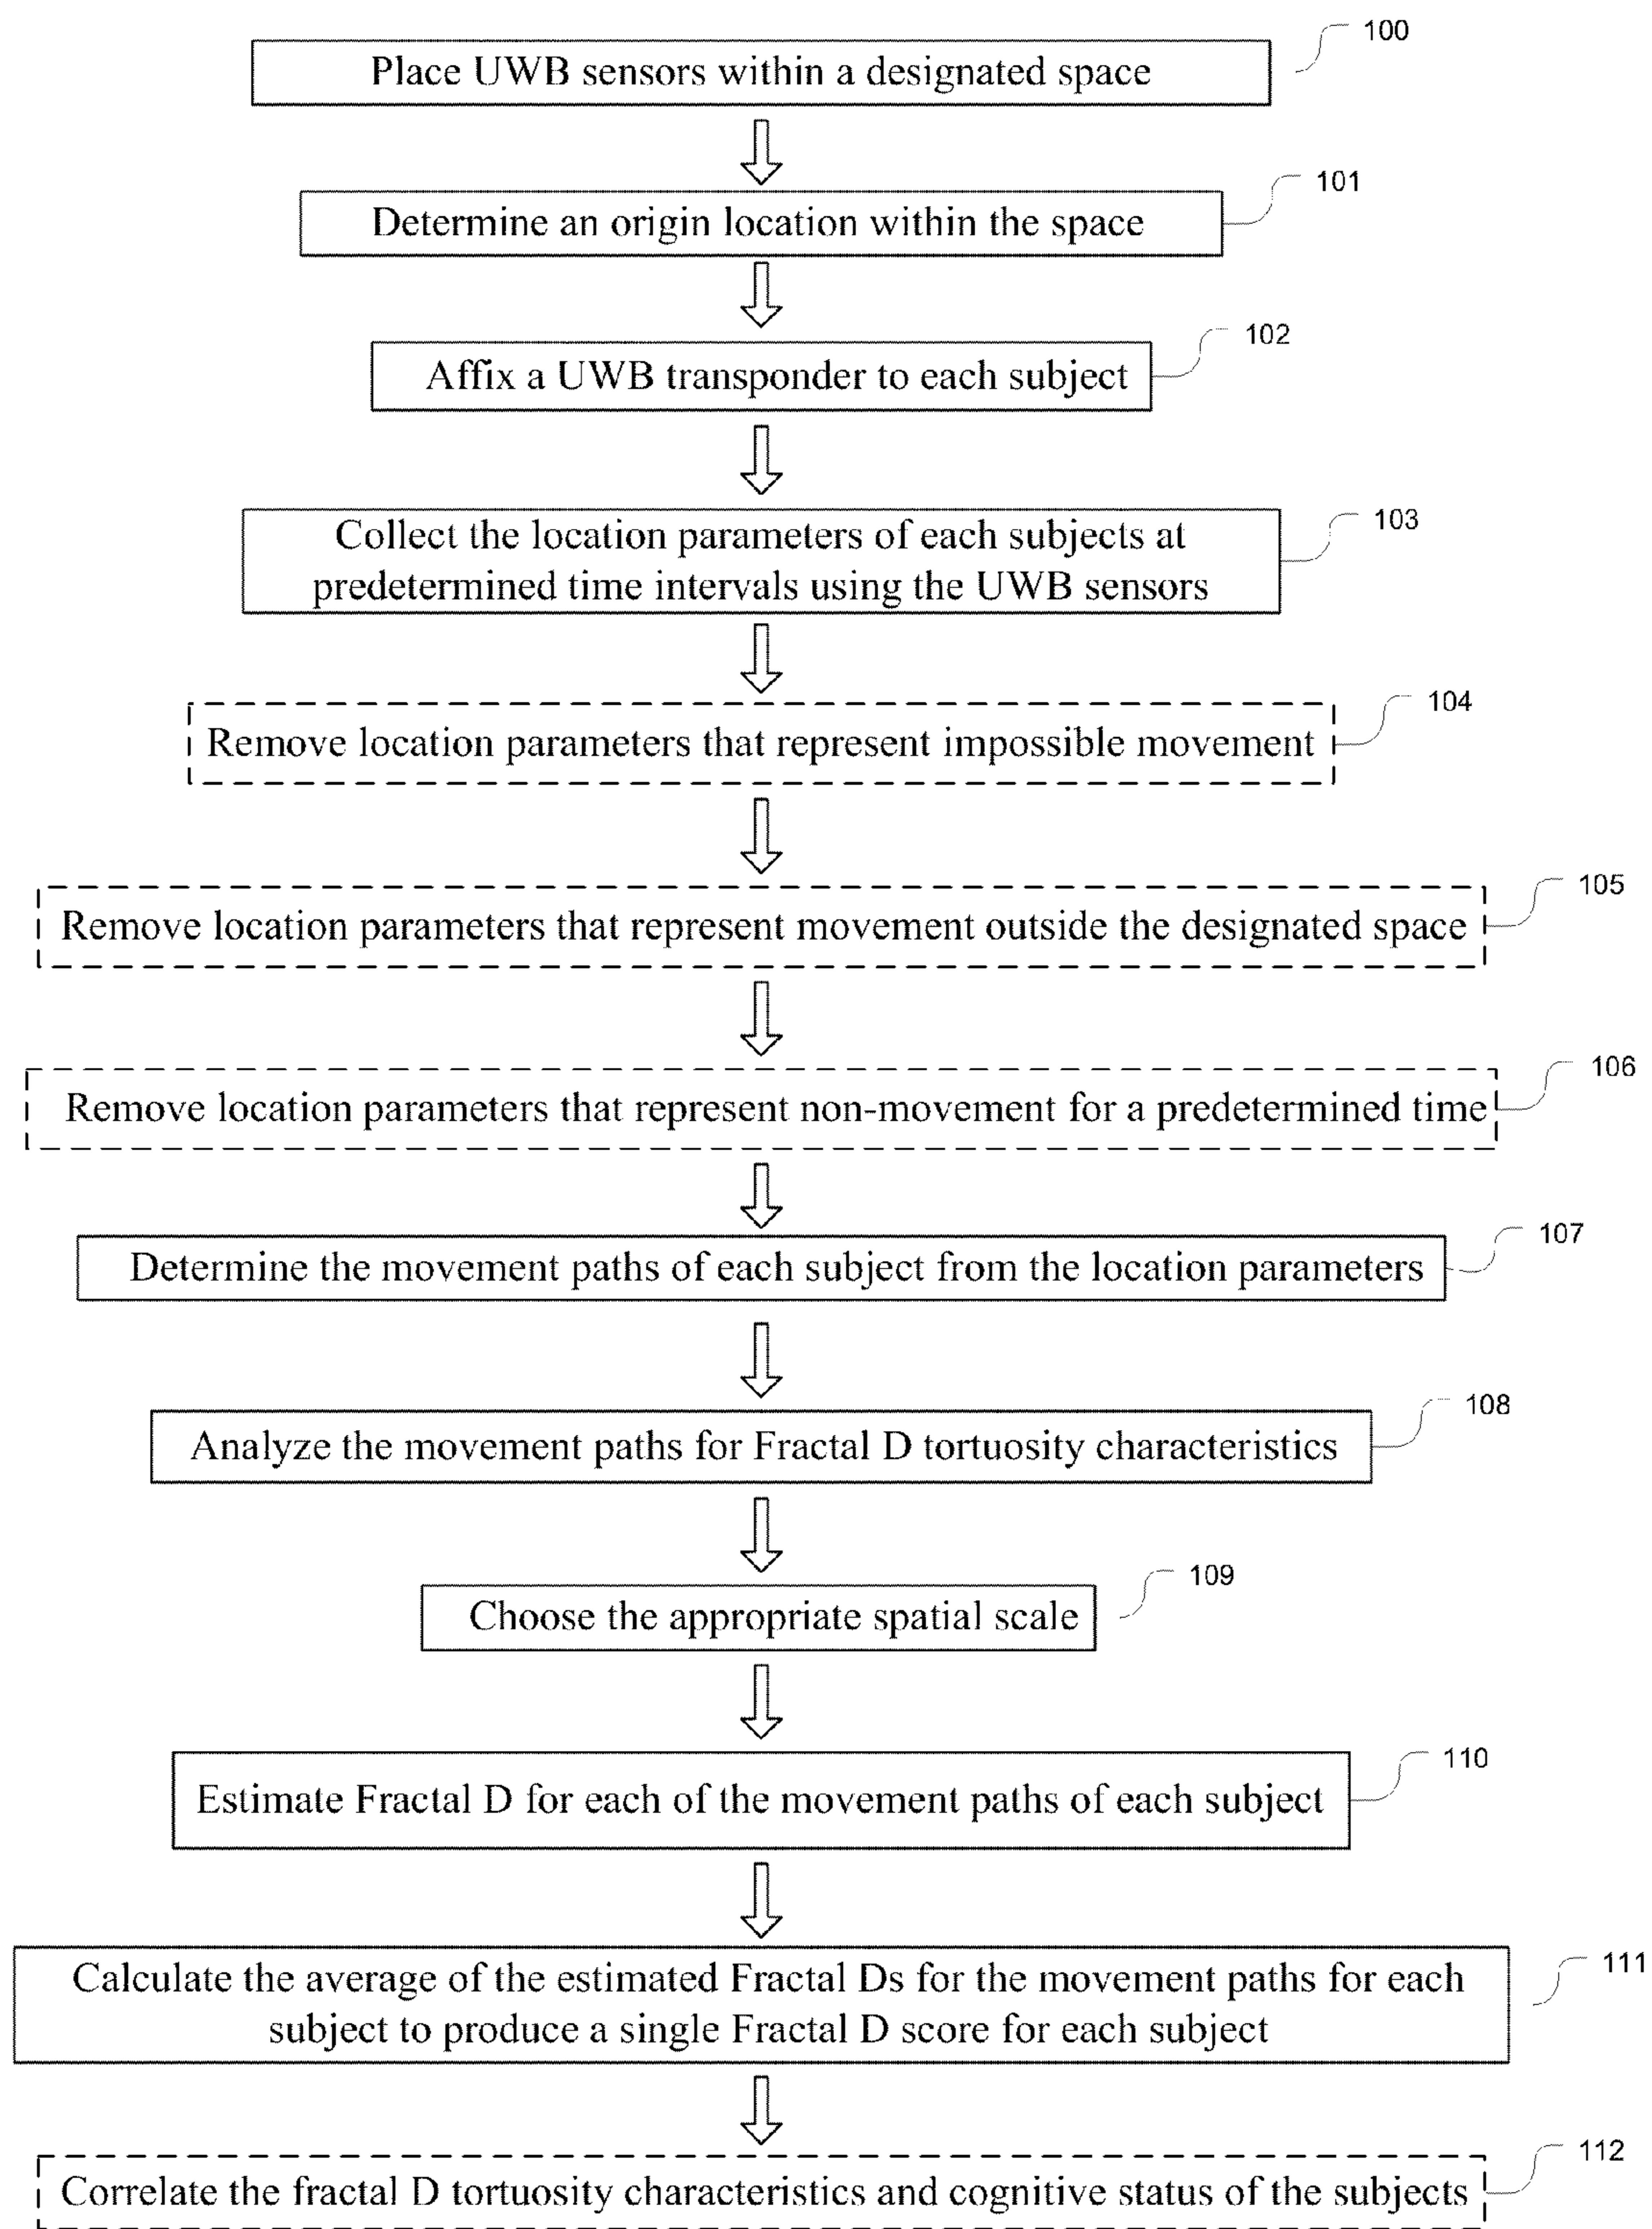 100
Place UWB sensors within a designated space
101
Determine an origin location within the space
102
Affix a UWB transponder to each subject
103
Collect the location parameters of each subjects at
predetermined time intervals using the UWB sensors
104
Remove location parameters that represent impossible movement
105
Remove location parameters that represent movement outside the designated space
106
Remove location parameters that represent non-movement for a predetermined time
107
Determine the movement paths of each subject from the location parameters
108
Analyze the movement paths for Fractal D tortuosity characteristics
109
Choose the appropriate spatial scale
110
Estimate Fractal D for each of the movement paths of each subject
111
Calculate the average of the estimated Fractal Ds for the movement paths for each
subject to produce a single Fractal D score for each subject
112
Correlate the fractal D tortuosity characteristics and cognitive status of the subjects